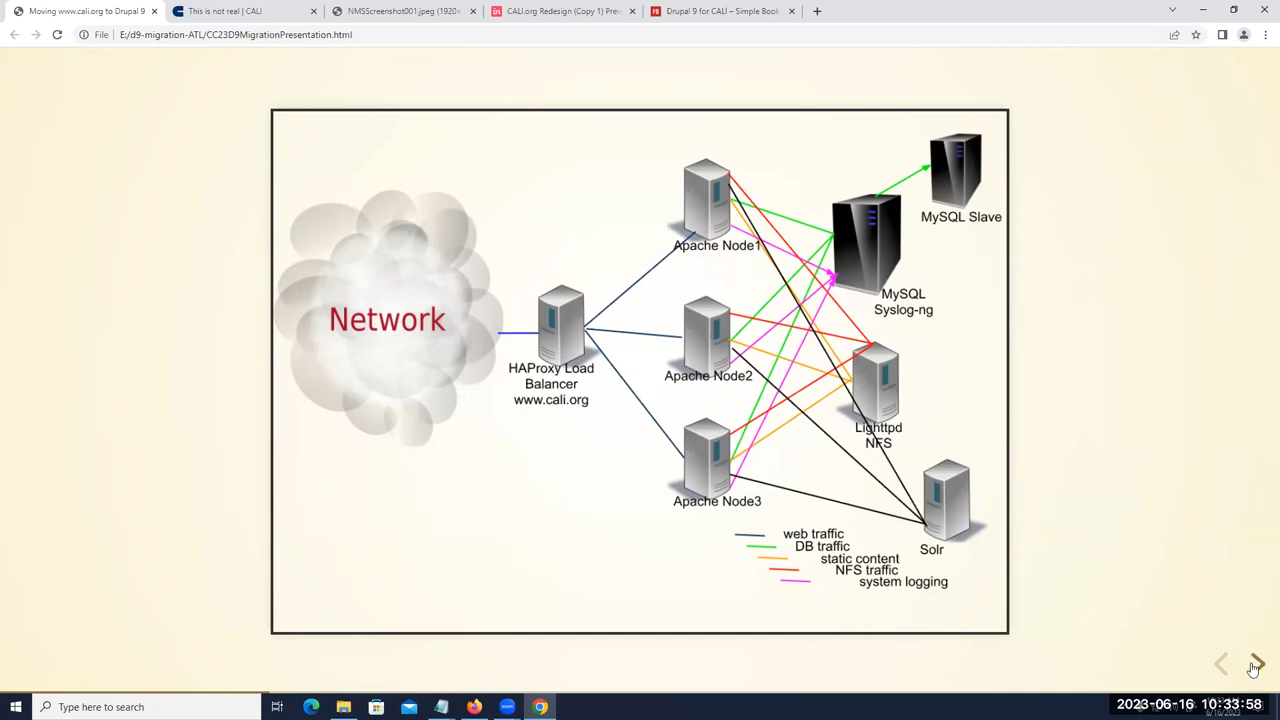 Moving www.cali.org to Drupal 9
This is not real | CALI
NMSScreenshot001.jpeg (1920×
CALI.org Redesign (Copy 1) Prev
Drupal 9 for CALI – Simple Book
File
E:/d9-migration-ATL/CC23D9MigrationPresentation.html
Network
HAProxy Load
Balancer
www.cali.org
Apache Node1
Apache Node2
Apache Node3
MySQL Slave
MySQL
Syslog-ng
Lighttpd
NFS
Solr
web traffic
DB traffic
static content
NFS traffic
system logging
Type here to search
zoom
2023-06-16 10:33:58